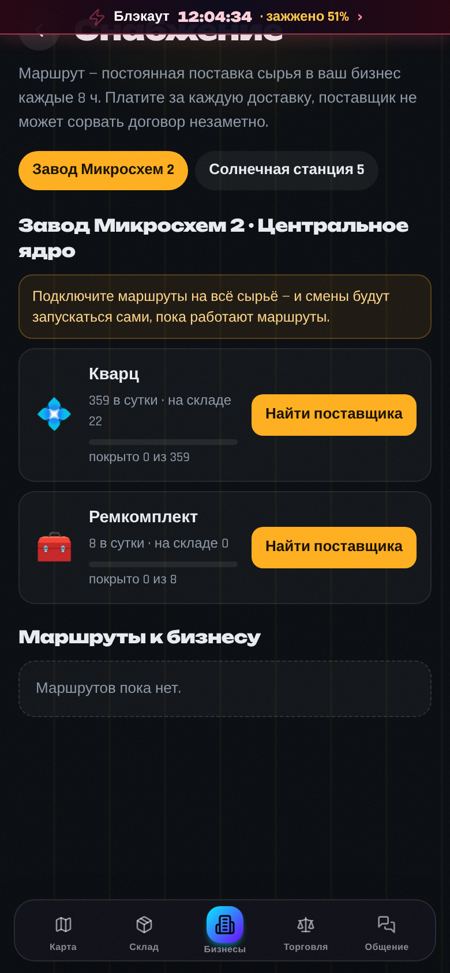 Блэкаут 12:04:34 · зажжено 51% ›
Снабжение
Маршрут – постоянная поставка сырья в ваш бизнес
каждые 8 ч. Платите за каждую доставку, поставщик не
может сорвать договор незаметно.
Завод Микросхем 2
Солнечная станция 5
Завод Микросхем 2 · Центральное
ядро
Подключите маршруты на всё сырьё – и смены будут
запускаться сами, пока работают маршруты.
Кварц
359 в сутки · на складе
22
покрыто 0 из 359
Найти поставщика
Ремкомплект
8 в сутки · на складе 0
покрыто 0 из 8
Найти поставщика
Маршруты к бизнесу
Маршрутов пока нет.
Карта
Склад
Бизнесы
Торговля
Общение